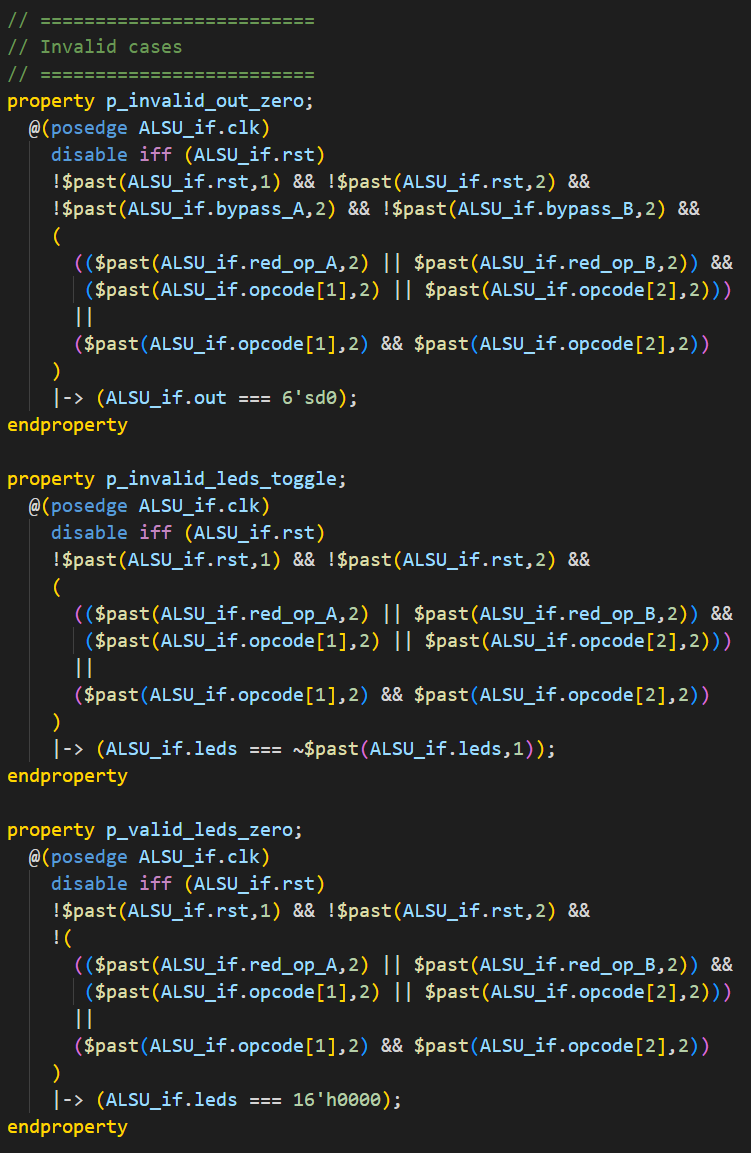 // =========================
// Invalid cases
// =========================
property p_invalid_out_zero;
  @(posedge ALSU_if.clk)
    disable iff (ALSU_if.rst)
    !$past(ALSU_if.rst,1) && !$past(ALSU_if.rst,2) &&
    !$past(ALSU_if.bypass_A,2) && !$past(ALSU_if.bypass_B,2) &&
    (
      (($past(ALSU_if.red_op_A,2) || $past(ALSU_if.red_op_B,2)) &&
       ($past(ALSU_if.opcode[1],2) || $past(ALSU_if.opcode[2],2)))
      ||
      ($past(ALSU_if.opcode[1],2) && $past(ALSU_if.opcode[2],2))
    )
    |-> (ALSU_if.out === 6'sd0);
endproperty

property p_invalid_leds_toggle;
  @(posedge ALSU_if.clk)
    disable iff (ALSU_if.rst)
    !$past(ALSU_if.rst,1) && !$past(ALSU_if.rst,2) &&
    (
      (($past(ALSU_if.red_op_A,2) || $past(ALSU_if.red_op_B,2)) &&
       ($past(ALSU_if.opcode[1],2) || $past(ALSU_if.opcode[2],2)))
      ||
      ($past(ALSU_if.opcode[1],2) && $past(ALSU_if.opcode[2],2))
    )
    |-> (ALSU_if.leds === ~$past(ALSU_if.leds,1));
endproperty

property p_valid_leds_zero;
  @(posedge ALSU_if.clk)
    disable iff (ALSU_if.rst)
    !$past(ALSU_if.rst,1) && !$past(ALSU_if.rst,2) &&
    !(
      (($past(ALSU_if.red_op_A,2) || $past(ALSU_if.red_op_B,2)) &&
       ($past(ALSU_if.opcode[1],2) || $past(ALSU_if.opcode[2],2)))
      ||
      ($past(ALSU_if.opcode[1],2) && $past(ALSU_if.opcode[2],2))
    )
    |-> (ALSU_if.leds === 16'h0000);
endproperty